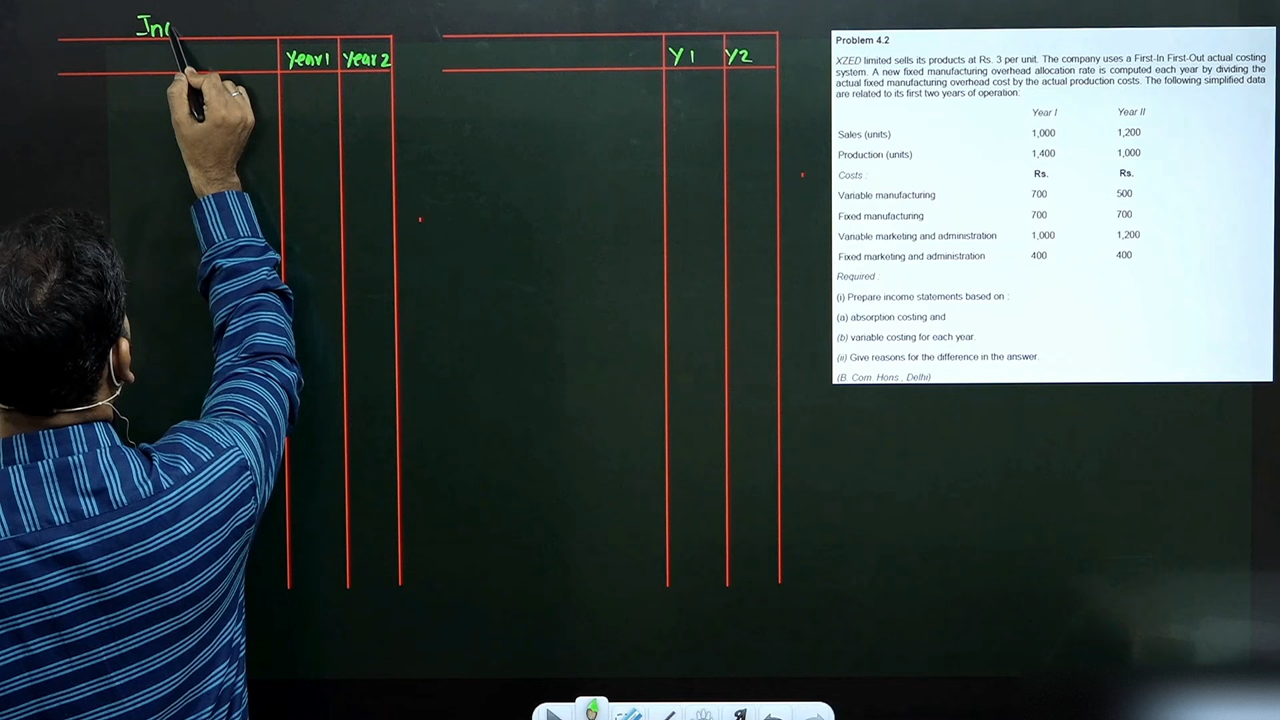 Inc
Year1 Year2
Y1 Y2
Problem 4.2
XZED limited sells its products at Rs. 3 per unit. The company uses a First-In First-Out actual costing
system. A new fixed manufacturing overhead allocation rate is computed each year by dividing the
actual fixed manufacturing overhead cost by the actual production costs. The following simplified data
are related to its first two years of operation:
Year I Year II
Sales (units) 1,000 1,200
Production (units) 1,400 1,000
Costs : Rs. Rs.
Variable manufacturing 700 500
Fixed manufacturing 700 700
Variable marketing and administration 1,000 1,200
Fixed marketing and administration 400 400
Required :
(i) Prepare income statements based on :
(a) absorption costing and
(b) variable costing for each year.
(ii) Give reasons for the difference in the answer.
(B. Com. Hons., Delhi)